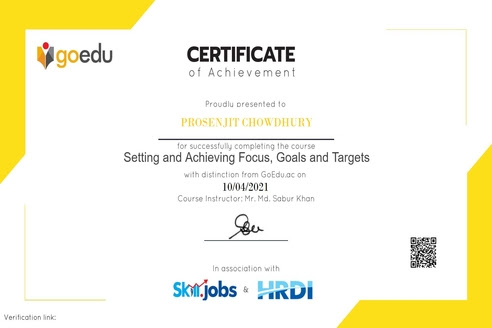 goedu
CERTIFICATE
of Achievement
Proudly presented to
PROSENJIT CHOWDHURY
for successfully completing the course
Setting and Achieving Focus, Goals and Targets
with distinction from GoEdu.ac on
10/04/2021
Course Instructor: Mr. Md. Sabur Khan
In association with
Skill.jobs & HRDI
Verification link: